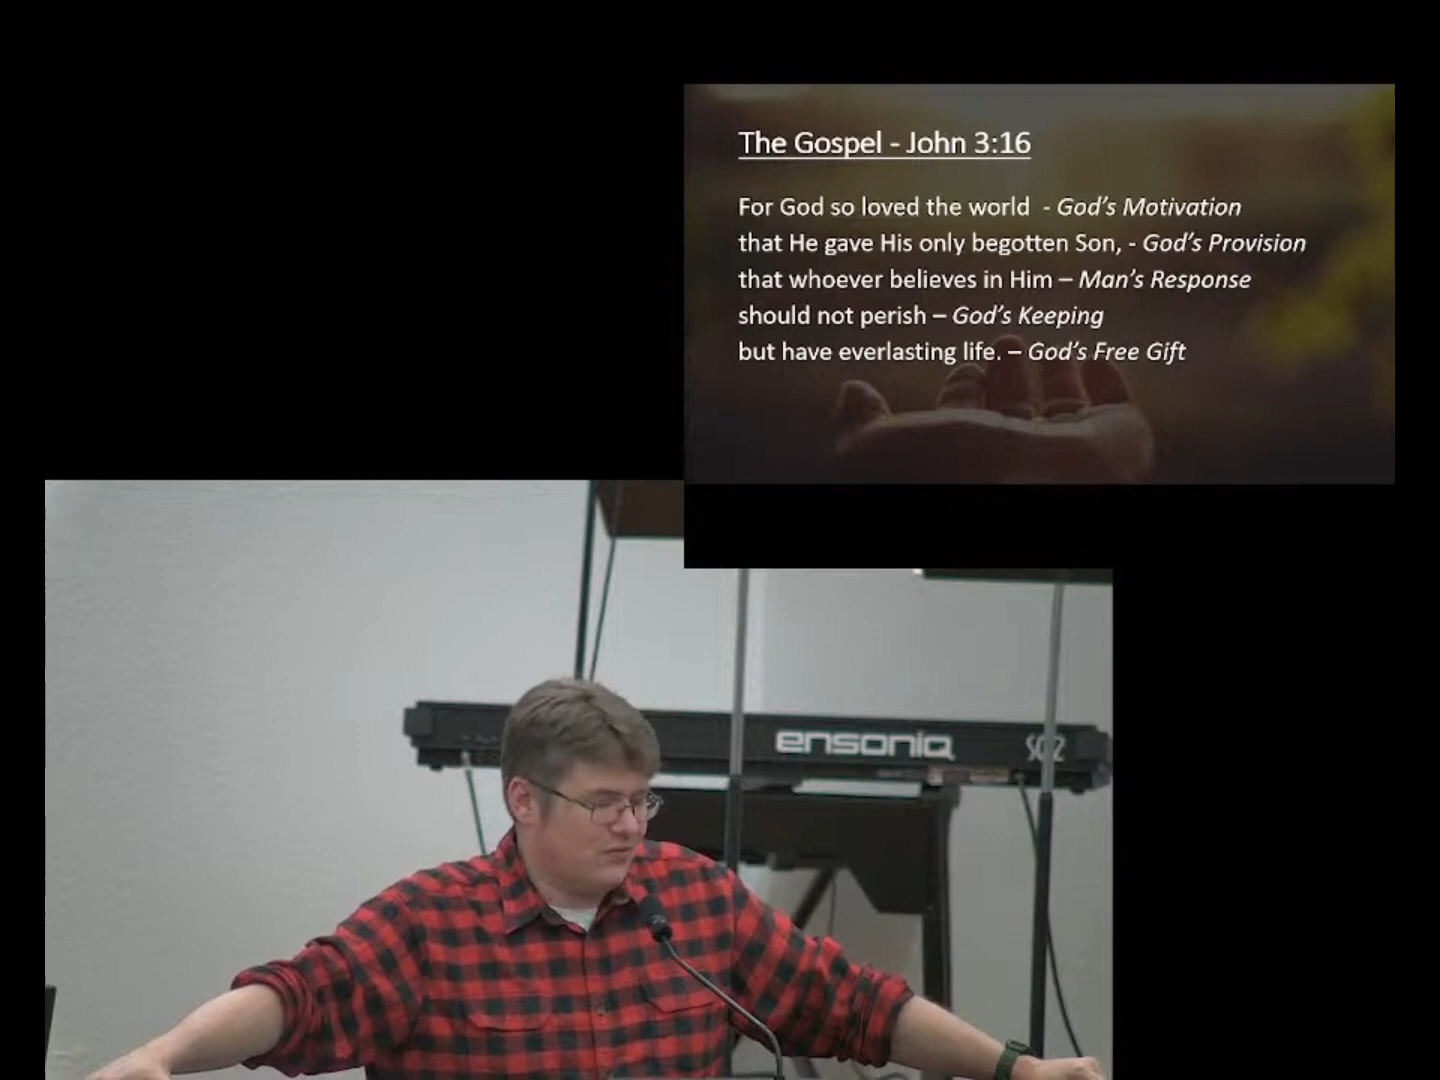 The Gospel - John 3:16
For God so loved the world - God's Motivation
that He gave His only begotten Son, - God's Provision
that whoever believes in Him – Man's Response
should not perish – God's Keeping
but have everlasting life. – God's Free Gift
ensoniq